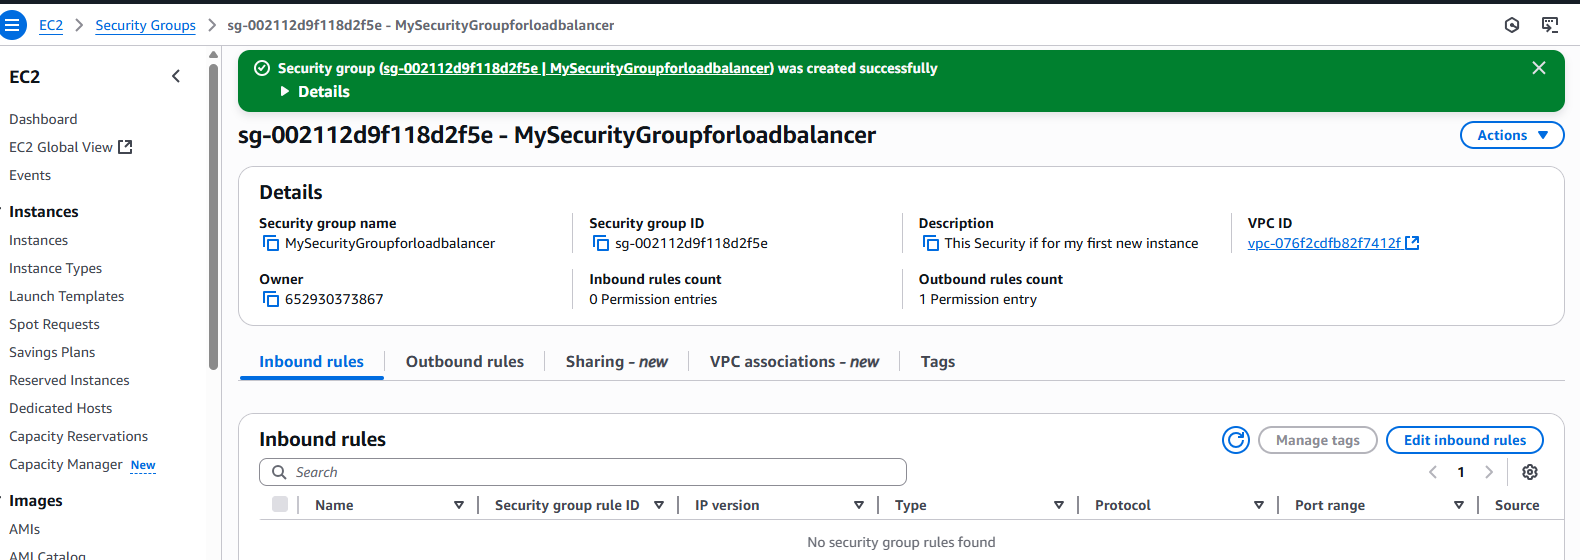 EC2 > Security Groups > sg-002112d9f118d2f5e - MySecurityGroupforloadbalancer
EC2
Dashboard
EC2 Global View
Events
Instances
Instances
Instance Types
Launch Templates
Spot Requests
Savings Plans
Reserved Instances
Dedicated Hosts
Capacity Reservations
Capacity Manager New
Images
AMIs
AMI Catalog
Security group (sg-002112d9f118d2f5e | MySecurityGroupforloadbalancer) was created successfully
Details
sg-002112d9f118d2f5e - MySecurityGroupforloadbalancer
Actions
Details
Security group name
MySecurityGroupforloadbalancer
Security group ID
sg-002112d9f118d2f5e
Description
This Security if for my first new instance
VPC ID
vpc-076f2cdfb82f7412f
Owner
652930373867
Inbound rules count
0 Permission entries
Outbound rules count
1 Permission entry
Inbound rules Outbound rules Sharing - new VPC associations - new Tags
Inbound rules
Manage tags Edit inbound rules
Search
1
Name Security group rule ID IP version Type Protocol Port range Source
No security group rules found